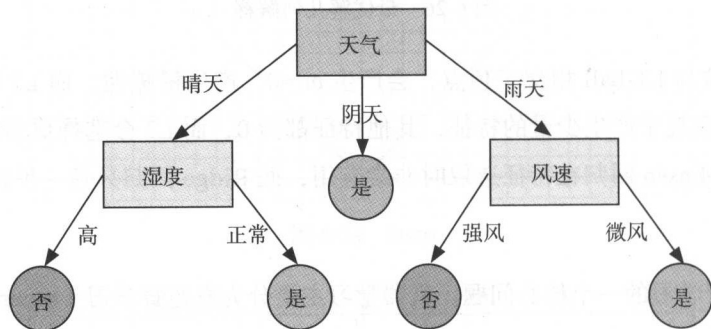 天气
晴天
阴天
雨天
湿度
是
风速
高
正常
强风
微风
否
是
否
是